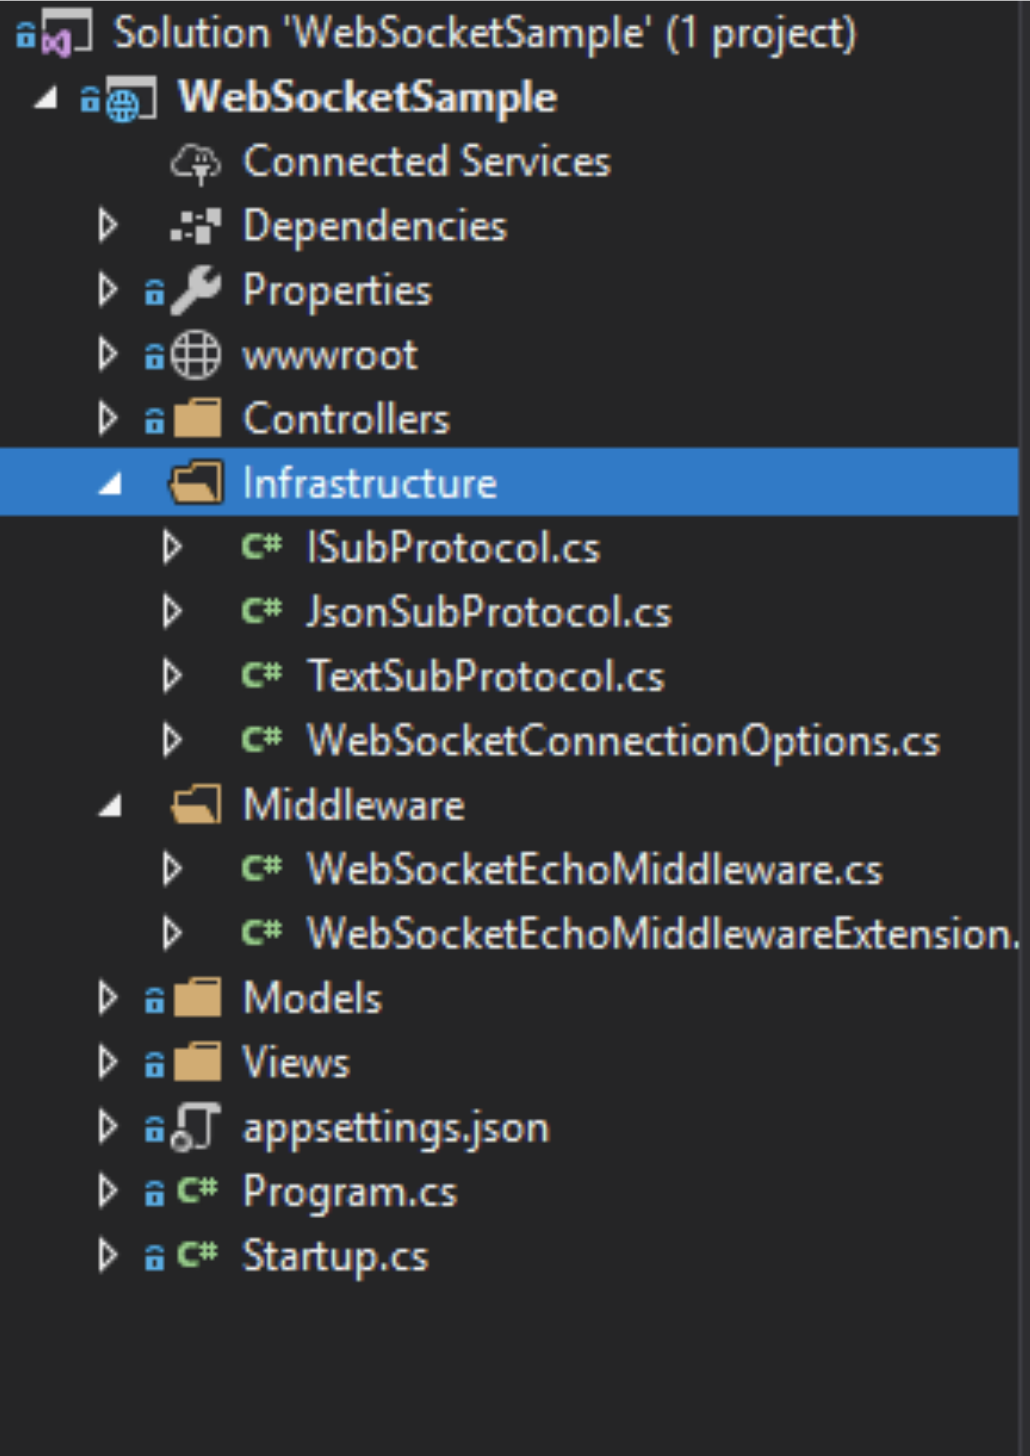 Solution 'WebSocketSample' (1 project)
WebSocketSample
Connected Services
Dependencies
Properties
wwwroot
Controllers
Infrastructure
C# ISubProtocol.cs
C# JsonSubProtocol.cs
C# TextSubProtocol.cs
C# WebSocketConnectionOptions.cs
Middleware
C# WebSocketEchoMiddleware.cs
C# WebSocketEchoMiddlewareExtension.
Models
Views
appsettings.json
C# Program.cs
C# Startup.cs